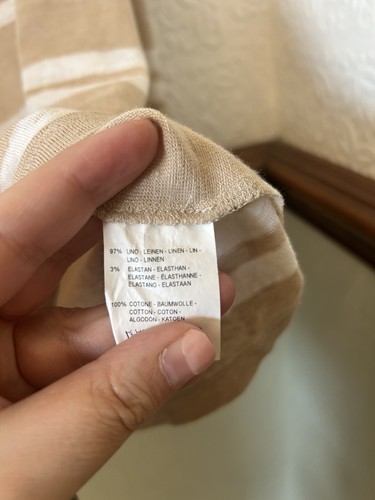 97% LINO - LEINEN - LINEN - LIN -
LINO - LINNEN
3% ELASTAN - ELASTHAN -
ELASTANE - ÉLASTHANNE -
ELASTANO - ELASTAAN
100% COTONE - BAUMWOLLE -
COTTON - COTON -
ALGODÓN - KATOEN